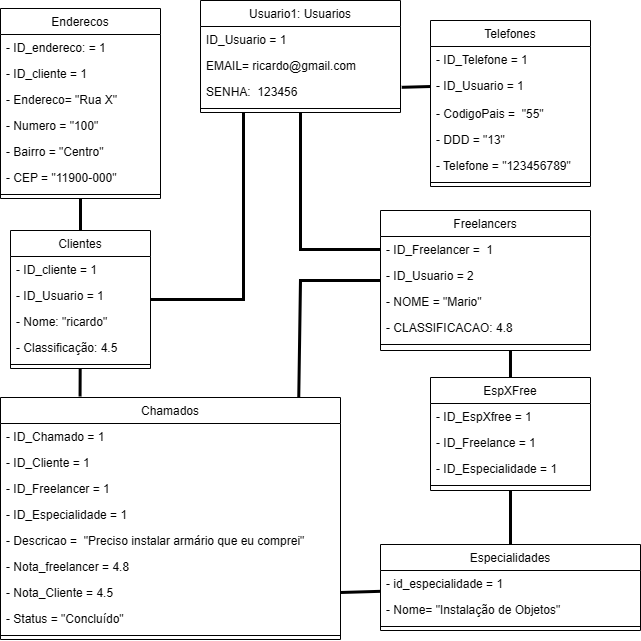 Enderecos
- ID_endereco: = 1
- ID_cliente = 1
- Endereco= "Rua X"
- Numero = "100"
- Bairro = "Centro"
- CEP = "11900-000"
Usuario1: Usuarios
ID_Usuario = 1
EMAIL= ricardo@gmail.com
SENHA: 123456
Telefones
- ID_Telefone = 1
- ID_Usuario = 1
- CodigoPais = "55"
- DDD = "13"
- Telefone = "123456789"
Clientes
- ID_cliente = 1
- ID_Usuario = 1
- Nome: "ricardo"
- Classificação: 4.5
Freelancers
- ID_Freelancer = 1
- ID_Usuario = 2
- NOME = "Mario"
- CLASSIFICACAO: 4.8
EspXFree
- ID_EspXfree = 1
- ID_Freelance = 1
- ID_Especialidade = 1
Chamados
- ID_Chamado = 1
- ID_Cliente = 1
- ID_Freelancer = 1
- ID_Especialidade = 1
- Descricao = "Preciso instalar armário que eu comprei"
- Nota_freelancer = 4.8
- Nota_Cliente = 4.5
- Status = "Concluído"
Especialidades
- id_especialidade = 1
- Nome= "Instalação de Objetos"